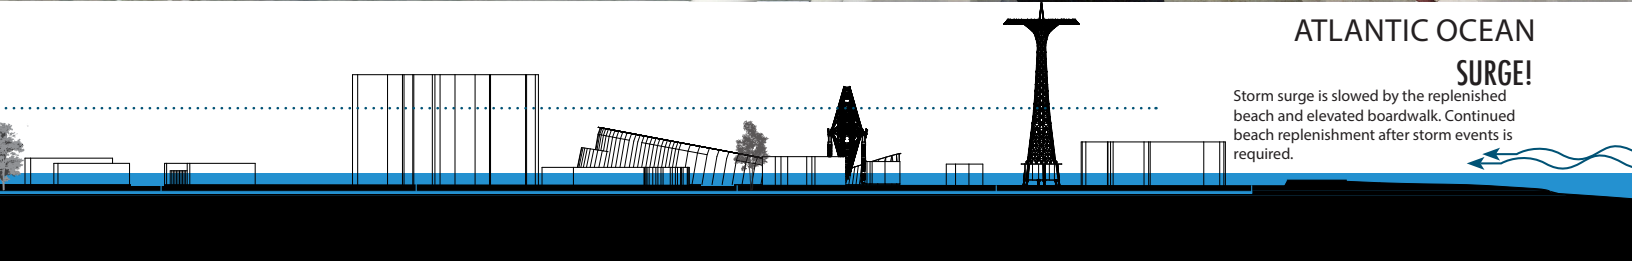 ATLANTIC OCEAN
SURGE!
Storm surge is slowed by the replenished
beach and elevated boardwalk. Continued
beach replenishment after storm events is
required.